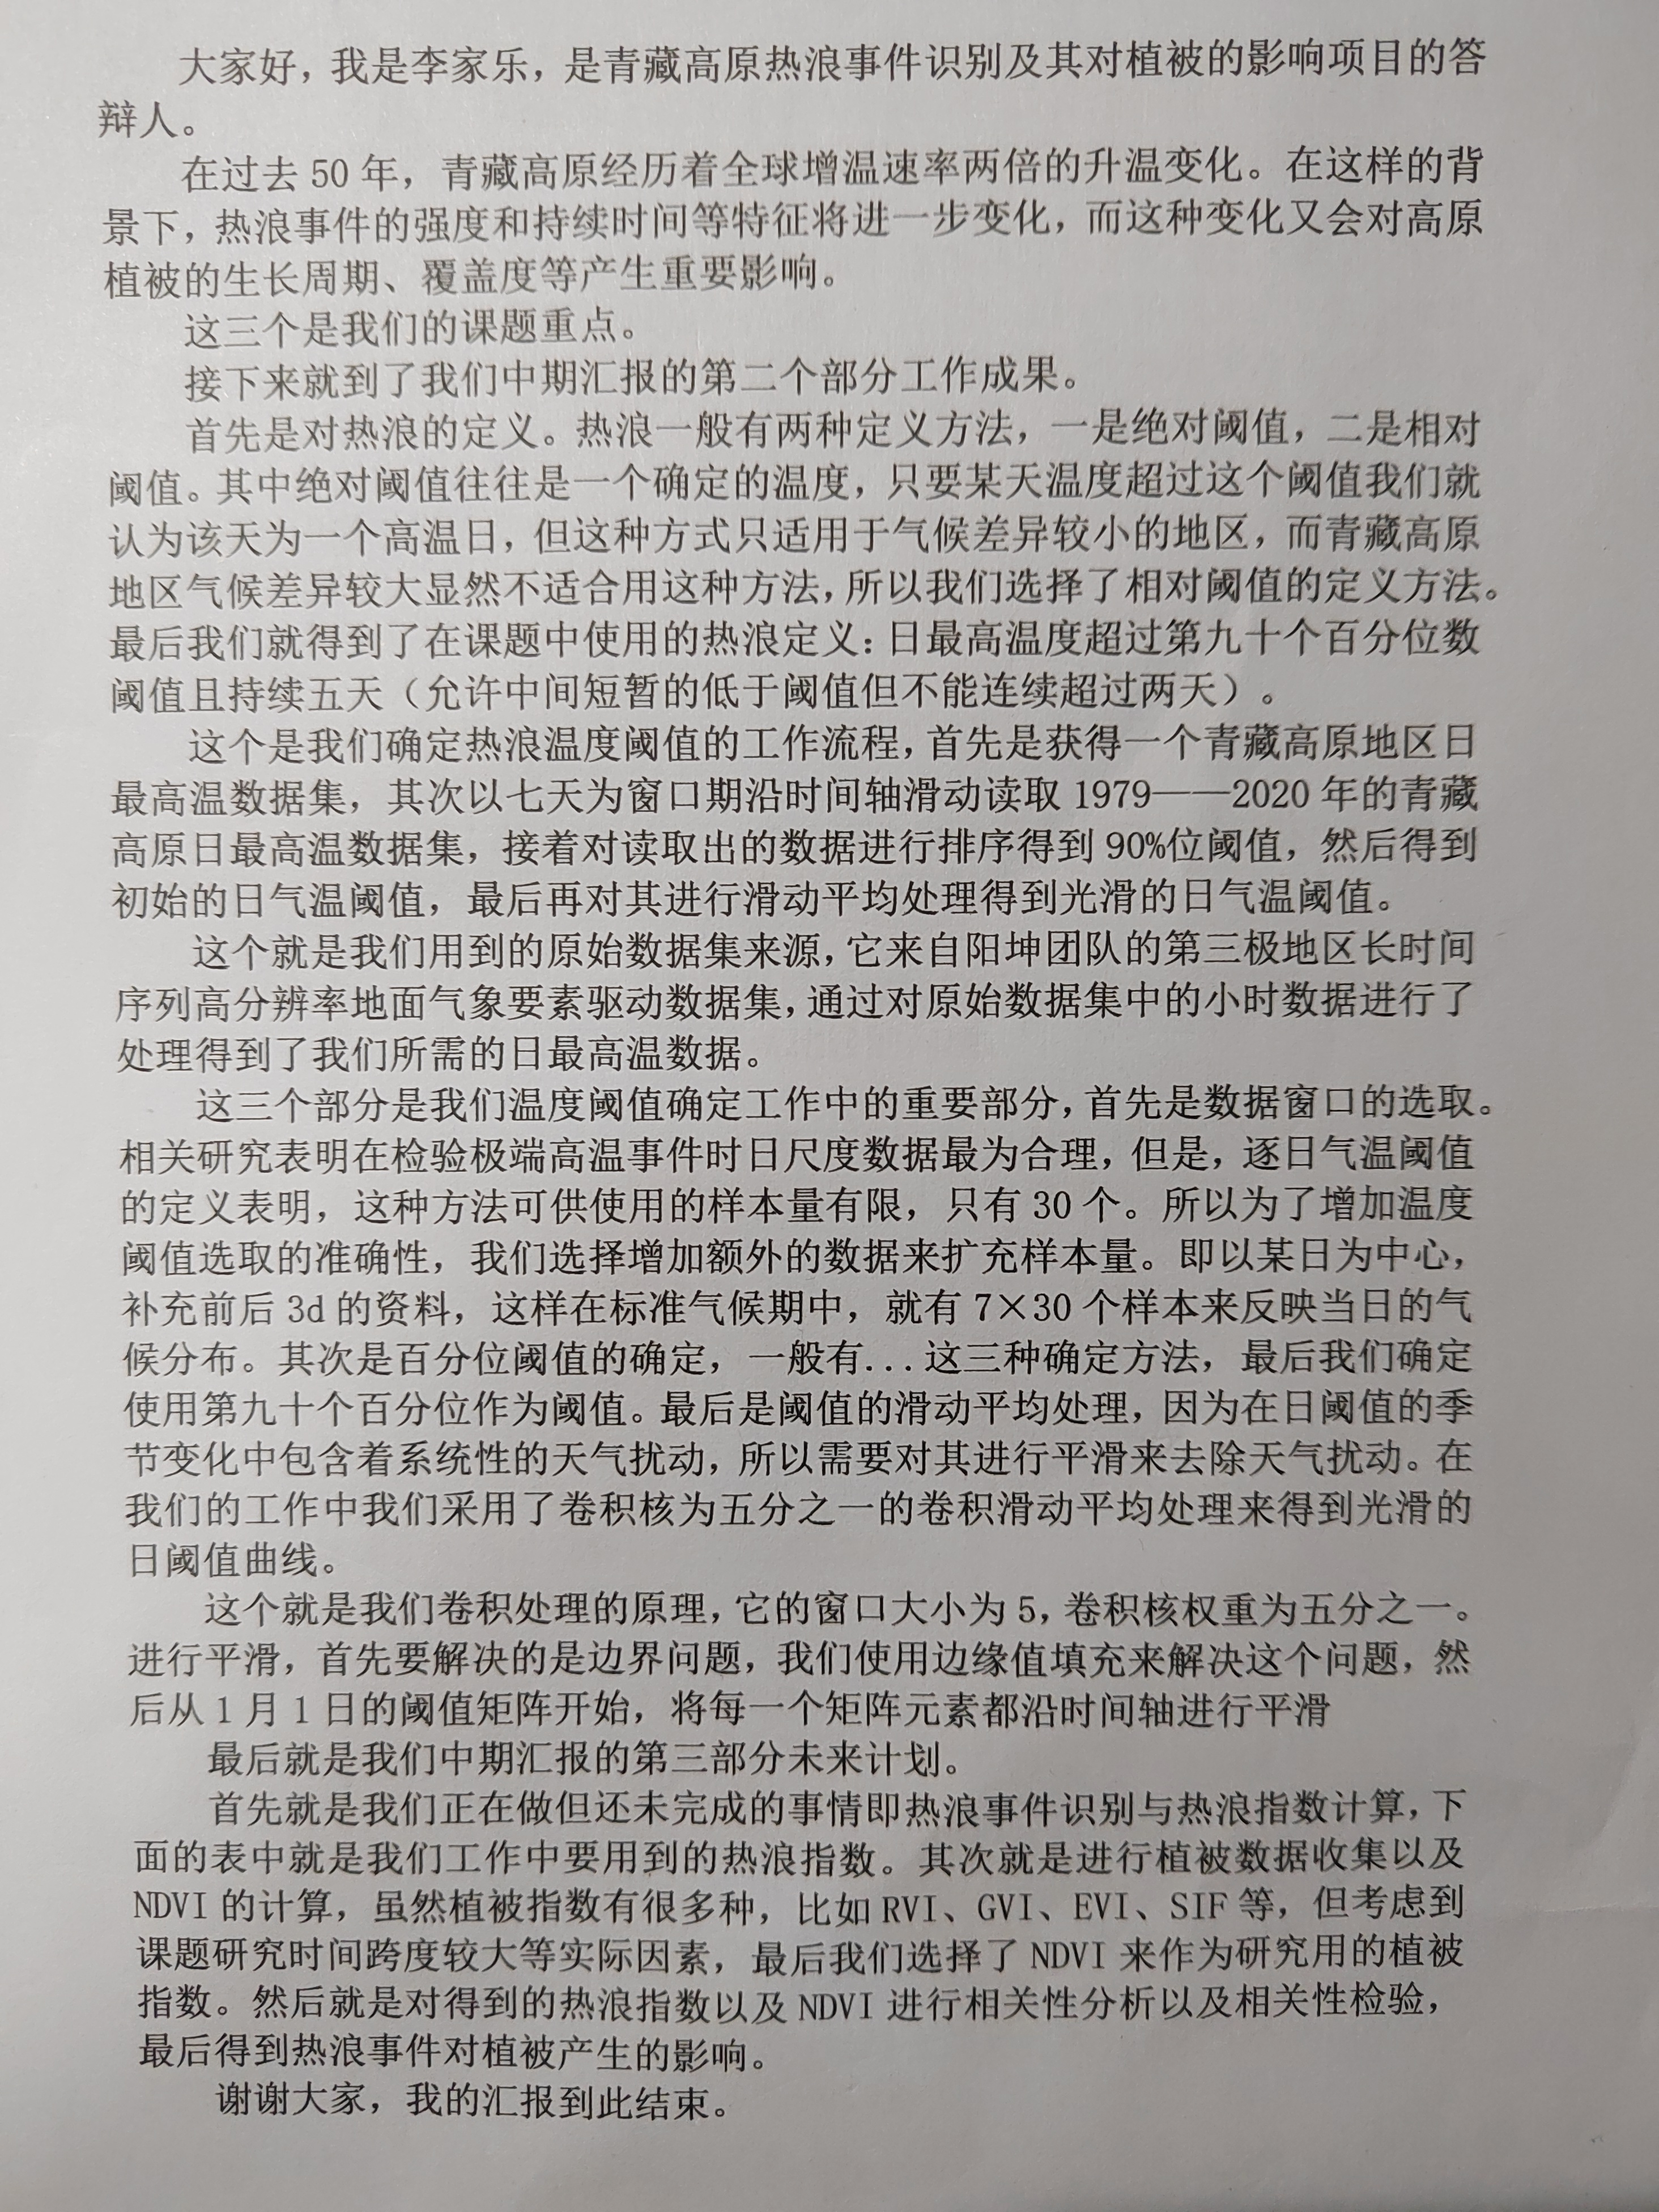 大家好，我是李家乐，是青藏高原热浪事件识别及其对植被的影响项目的答
辩人。
在过去 50 年，青藏高原经历着全球增温速率两倍的升温变化。在这样的背
景下，热浪事件的强度和持续时间等特征将进一步变化，而这种变化又会对高原
植被的生长周期、覆盖度等产生重要影响。
这三个是我们的课题重点。
接下来就到了我们中期汇报的第二个部分工作成果。
首先是对热浪的定义。热浪一般有两种定义方法，一是绝对阈值，二是相对
阈值。其中绝对阈值往往是一个确定的温度，只要某天温度超过这个阈值我们就
认为该天为一个高温日，但这种方式只适用于气候差异较小的地区，而青藏高原
地区气候差异较大显然不适合用这种方法，所以我们选择了相对阈值的定义方法。
最后我们就得到了在课题中使用的热浪定义：日最高温度超过第九十个百分位数
阈值且持续五天（允许中间短暂的低于阈值但不能连续超过两天）。
这个是我们确定热浪温度阈值的工作流程，首先是获得一个青藏高原地区日
最高温数据集，其次以七天为窗口期沿时间轴滑动读取 1979——2020 年的青藏
高原日最高温数据集，接着对读取出的数据进行排序得到 90%位阈值，然后得到
初始的日气温阈值，最后再对其进行滑动平均处理得到光滑的日气温阈值。
这个就是我们用到的原始数据集来源，它来自阳坤团队的第三极地区长时间
序列高分辨率地面气象要素驱动数据集，通过对原始数据集中的小时数据进行了
处理得到了我们所需的日最高温数据。
这三个部分是我们温度阈值确定工作中的重要部分，首先是数据窗口的选取。
相关研究表明在检验极端高温事件时日尺度数据最为合理，但是，逐日气温阈值
的定义表明，这种方法可供使用的样本量有限，只有 30 个。所以为了增加温度
阈值选取的准确性，我们选择增加额外的数据来扩充样本量。即以某日为中心，
补充前后 3d 的资料，这样在标准气候期中，就有 7×30 个样本来反映当日的气
候分布。其次是百分位阈值的确定，一般有...这三种确定方法，最后我们确定
使用第九十个百分位作为阈值。最后是阈值的滑动平均处理，因为在日阈值的季
节变化中包含着系统性的天气扰动，所以需要对其进行平滑来去除天气扰动。在
我们的工作中我们采用了卷积核为五分之一的卷积滑动平均处理来得到光滑的
日阈值曲线。
这个就是我们卷积处理的原理，它的窗口大小为 5，卷积核权重为五分之一。
进行平滑，首先要解决的是边界问题，我们使用边缘值填充来解决这个问题，然
后从 1 月 1 日的阈值矩阵开始，将每一个矩阵元素都沿时间轴进行平滑
最后就是我们中期汇报的第三部分未来计划。
首先就是我们正在做但还未完成的事情即热浪事件识别与热浪指数计算，下
面的表中就是我们工作中要用到的热浪指数。其次就是进行植被数据收集以及
NDVI 的计算，虽然植被指数有很多种，比如 RVI、GVI、EVI、SIF 等，但考虑到
课题研究时间跨度较大等实际因素，最后我们选择了 NDVI 来作为研究用的植被
指数。然后就是对得到的热浪指数以及 NDVI 进行相关性分析以及相关性检验，
最后得到热浪事件对植被产生的影响。
谢谢大家，我的汇报到此结束。